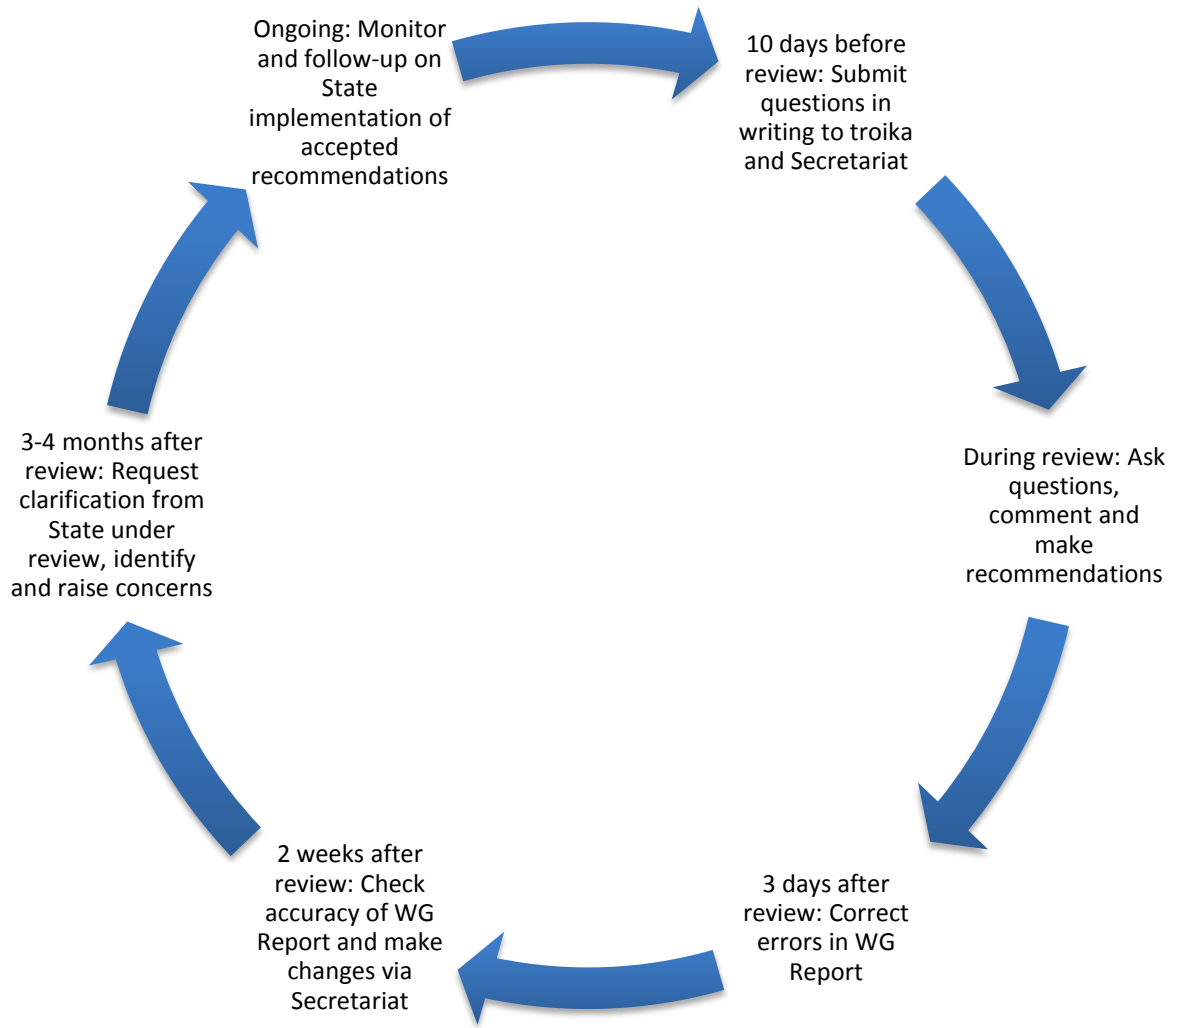 Ongoing: Monitor
and follow-up on
State
implementation of
accepted
recommendations
10 days before
review: Submit
questions in
writing to troika
and Secretariat
During review: Ask
questions,
comment and
make
recommendations
3 days after
review: Correct
errors in WG
Report
2 weeks after
review: Check
accuracy of WG
Report and make
changes via
Secretariat
3-4 months after
review: Request
clarification from
State under
review, identify
and raise concerns